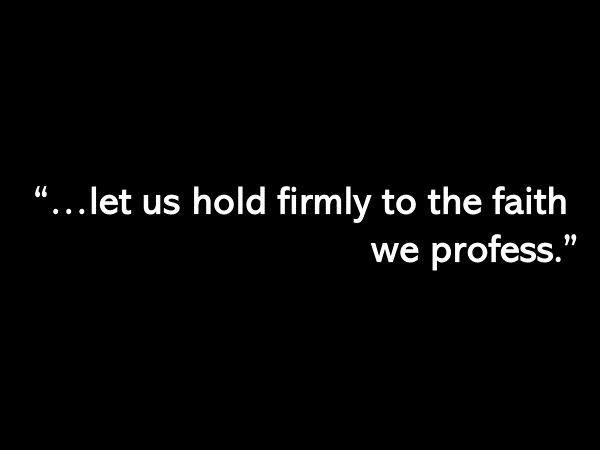 “…let us hold firmly to the faith
we profess.”